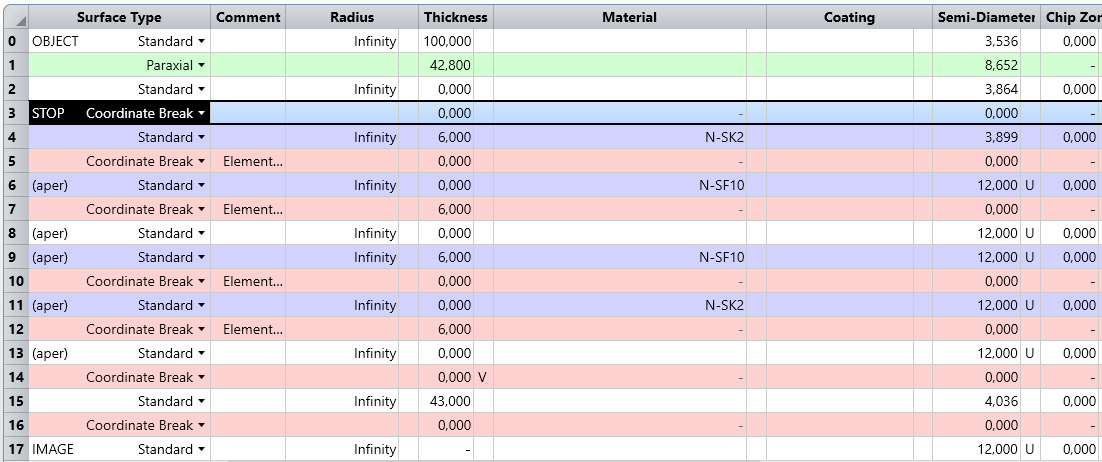 Surface Type Comment Radius Thickness Material Coating Semi-Diameter Chip Zor
0 OBJECT Standard Infinity 100,000 3,536 0,000
1 Paraxial 42,800 8,652 -
2 Standard Infinity 0,000 3,864 0,000
3 STOP Coordinate Break 0,000 - 0,000 -
4 Standard Infinity 6,000 N-SK2 3,899 0,000
5 Coordinate Break Element... 0,000 - 0,000 -
6 (aper) Standard Infinity 0,000 N-SF10 12,000 U 0,000
7 Coordinate Break Element... 6,000 - 0,000 -
8 (aper) Standard Infinity 0,000 12,000 U 0,000
9 (aper) Standard Infinity 6,000 N-SF10 12,000 U 0,000
10 Coordinate Break Element... 0,000 - 0,000 -
11 (aper) Standard Infinity 0,000 N-SK2 12,000 U 0,000
12 Coordinate Break Element... 6,000 - 0,000 -
13 (aper) Standard Infinity 0,000 12,000 U 0,000
14 Coordinate Break 0,000 V - 0,000 -
15 Standard Infinity 43,000 4,036 0,000
16 Coordinate Break 0,000 - 0,000 -
17 IMAGE Standard Infinity - 12,000 U 0,000